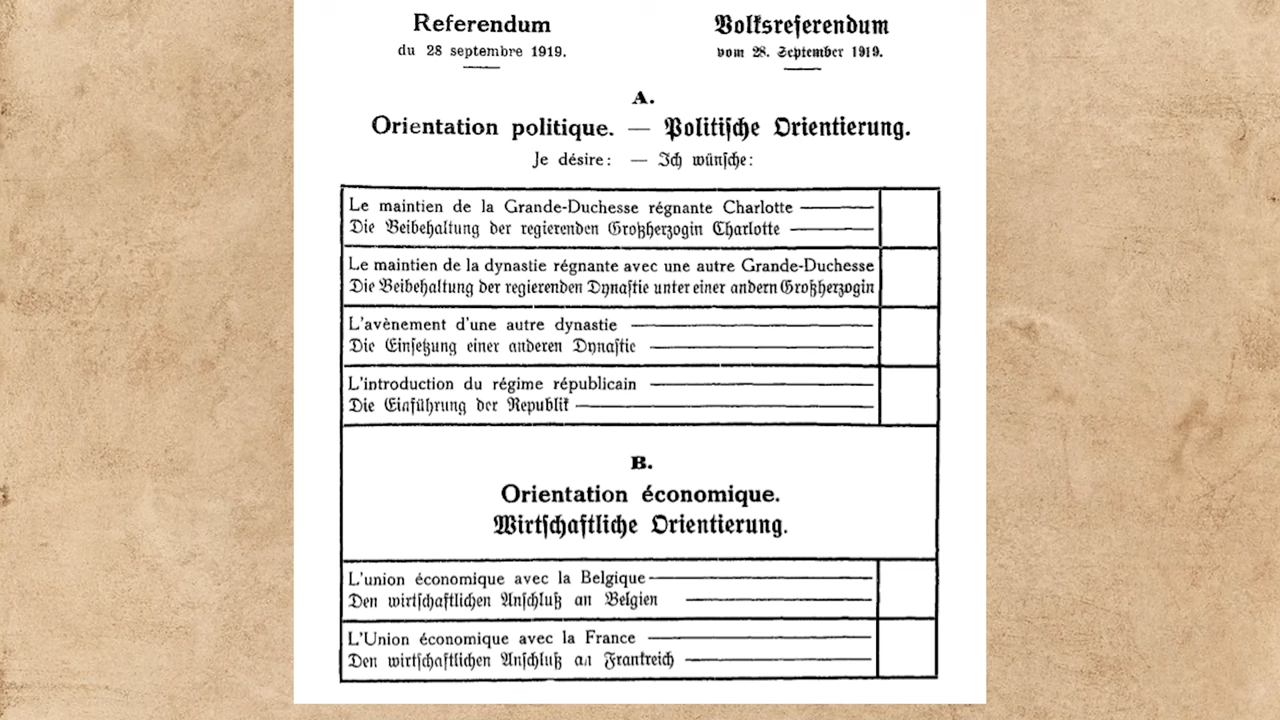 Referendum
du 28 septembre 1919.
Volksreferendum
vom 28. September 1919.
A.
Orientation politique. — Politische Orientierung.
Je désire: — Ich wünsche:
Le maintien de la Grande-Duchesse régnante Charlotte
Die Beibehaltung der regierenden Großherzogin Charlotte
Le maintien de la dynastie régnante avec une autre Grande-Duchesse
Die Beibehaltung der regierenden Dynastie unter einer andern Großherzogin
L'avènement d'une autre dynastie
Die Einsetzung einer anderen Dynastie
L'introduction du régime républicain
Die Einführung der Republik
B.
Orientation économique.
Wirtschaftliche Orientierung.
L'union économique avec la Belgique
Den wirtschaftlichen Anschluß an Belgien
L'Union économique avec la France
Den wirtschaftlichen Anschluß an Frankreich